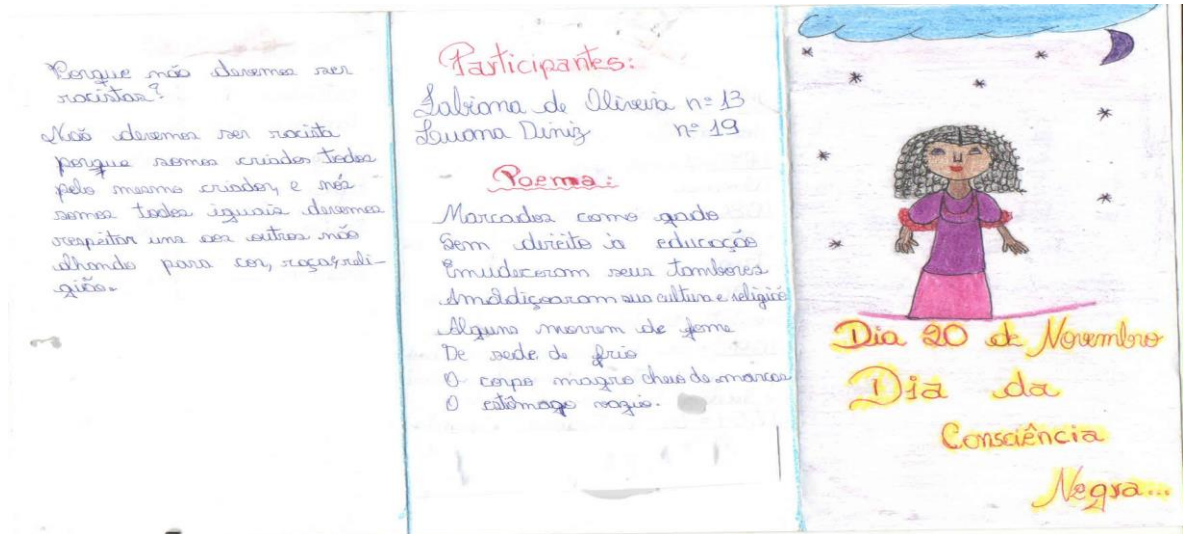 Porque não devemos ser
racistas?
Não devemos ser racista
porque somos criados todos
pelo mesmo criador, e nós
somos todos iguais devemos
respeitar uns aos outros não
olhando para cor, raça, reli-
gião.
Participantes:
Fabiana de Oliveira nº 13
Luana Diniz nº 19
Poema:
Marcados como gado
Sem direito à educação
Emudeceram seus tambores
Amaldiçoaram sua cultura e religião
Alguns morrem de fome
De sede de frio
O corpo magro cheio de marcas
O estômago vazio.
Dia 20 de Novembro
Dia da
Consciência
Negra...